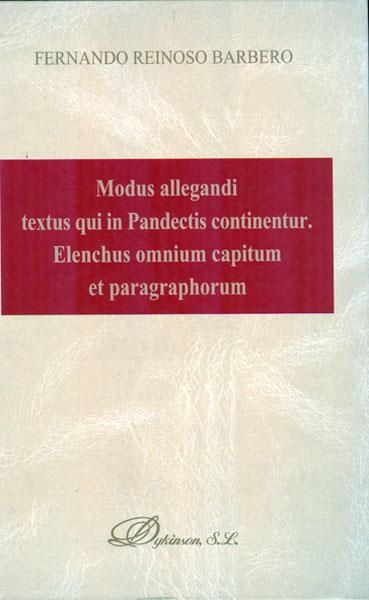 FERNANDO REINOSO BARBERO
Modus allegandi
textus qui in Pandectis continentur.
Elenchus omnium capitum
et paragraphorum
Dykinson, S.L.